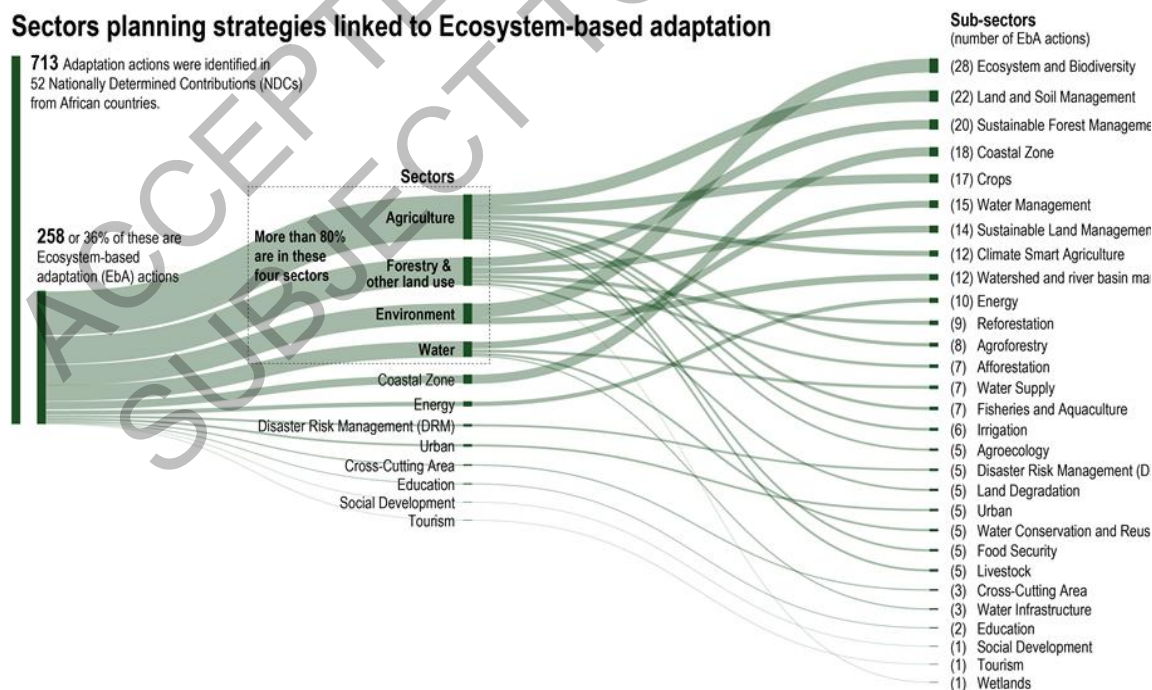 Sectors planning strategies linked to Ecosystem-based adaptation
713 Adaptation actions were identified in
52 Nationally Determined Contributions (NDCs)
from African countries.
258 or 36% of these are
Ecosystem-based
adaptation (EbA) actions
More than 80%
are in these
four sectors
Sectors
Agriculture
Forestry &
other land use
Environment
Water
Coastal Zone
Energy
Disaster Risk Management (DRM)
Urban
Cross-Cutting Area
Education
Social Development
Tourism
Sub-sectors
(number of EbA actions)
(28) Ecosystem and Biodiversity
(22) Land and Soil Management
(20) Sustainable Forest Manageme
(18) Coastal Zone
(17) Crops
(15) Water Management
(14) Sustainable Land Management
(12) Climate Smart Agriculture
(12) Watershed and river basin ma
(10) Energy
(9) Reforestation
(8) Agroforestry
(7) Afforestation
(7) Water Supply
(7) Fisheries and Aquaculture
(6) Irrigation
(5) Agroecology
(5) Disaster Risk Management (D
(5) Land Degradation
(5) Urban
(5) Water Conservation and Reus
(5) Food Security
(5) Livestock
(3) Cross-Cutting Area
(3) Water Infrastructure
(2) Education
(1) Social Development
(1) Tourism
(1) Wetlands
ACCEPTE
SUBJECT TO